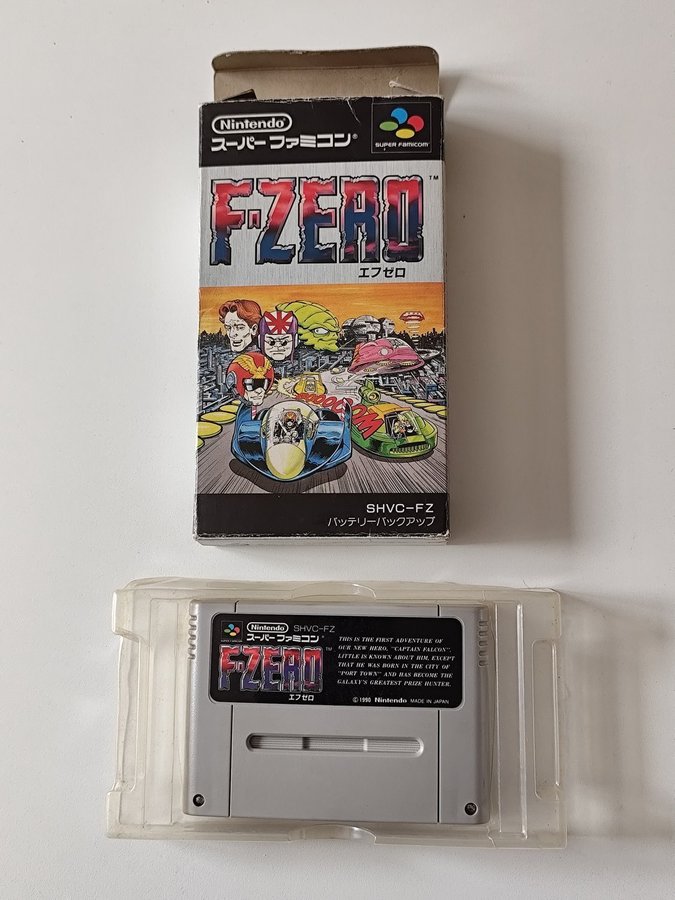 Nintendo
スーパーファミコン®
SUPER FAMICOM™
F-ZERO™
エフゼロ
VOOOOOM
SHVC-FZ
バッテリーバックアップ
Nintendo SHVC-FZ
スーパーファミコン®
F-ZERO™
エフゼロ
THIS IS THE FIRST ADVENTURE OF
OUR NEW HERO, "CAPTAIN FALCON".
LITTLE IS KNOWN ABOUT HIM, EXCEPT
THAT HE WAS BORN IN THE CITY OF
"PORT TOWN" AND HAS BECOME THE
GALAXY'S GREATEST PRIZE HUNTER.
©1990 Nintendo MADE IN JAPAN